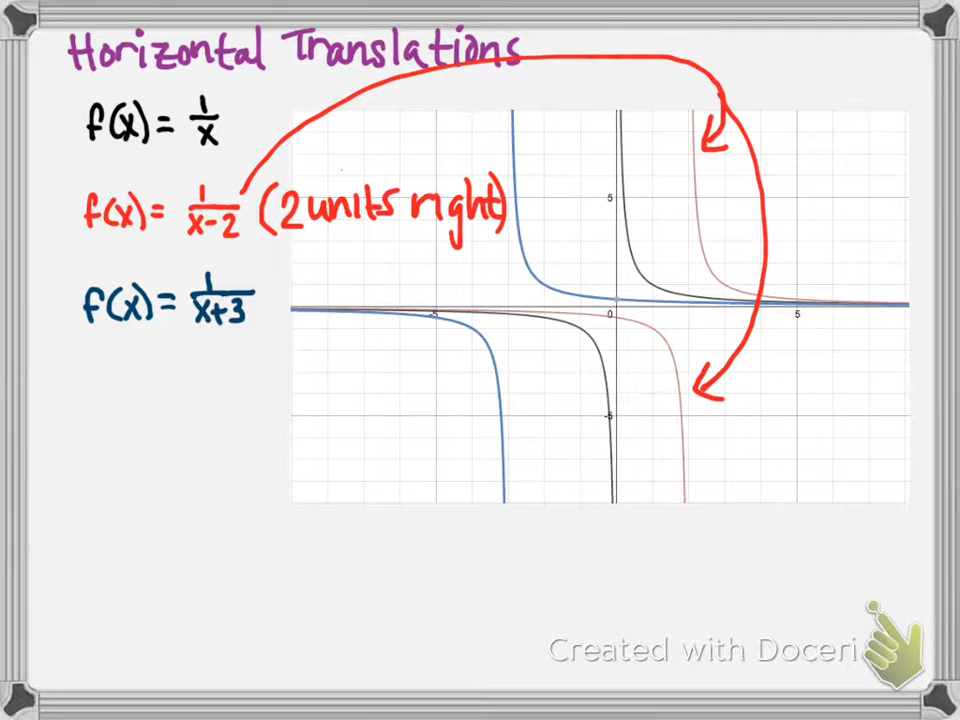 Horizontal Translations
f(x) = 1/x
f(x) = 1/(x-2) (2 units right)
f(x) = 1/(x+3)
5
-5
0
5
-5
Created with Doceri